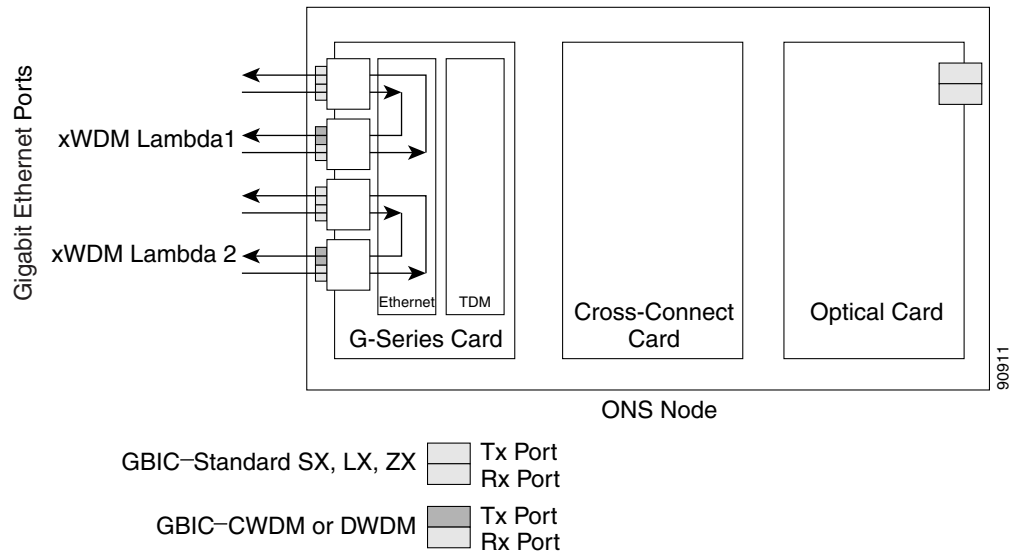 Gigabit Ethernet Ports
xWDM Lambda1
xWDM Lambda 2
Ethernet
TDM
G-Series Card
Cross-Connect
Card
Optical Card
90911
ONS Node
GBIC–Standard SX, LX, ZX
Tx Port
Rx Port
GBIC–CWDM or DWDM
Tx Port
Rx Port